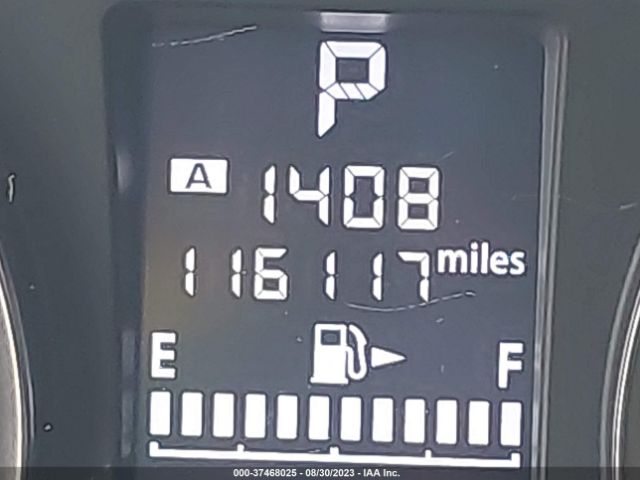 P
A 1408
116117 miles
E F
000-37468025 - 08/30/2023 - IAA Inc.